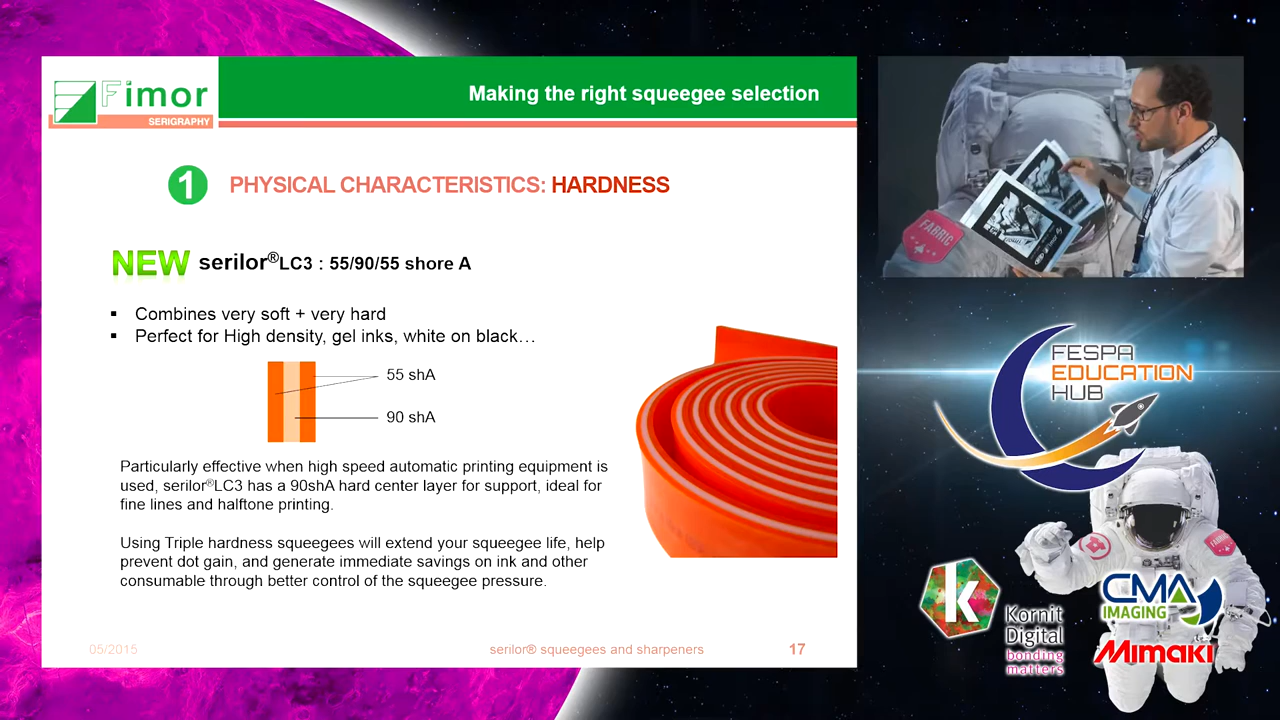 Fimor
SERIGRAPHY
Making the right squeegee selection
1
PHYSICAL CHARACTERISTICS: HARDNESS
NEW serilor®LC3 : 55/90/55 shore A
▪ Combines very soft + very hard
▪ Perfect for High density, gel inks, white on black…
55 shA
90 shA
Particularly effective when high speed automatic printing equipment is
used, serilor®LC3 has a 90shA hard center layer for support, ideal for
fine lines and halftone printing.
Using Triple hardness squeegees will extend your squeegee life, help
prevent dot gain, and generate immediate savings on ink and other
consumable through better control of the squeegee pressure.
05/2015
serilor® squeegees and sharpeners
17
FABRIC
FESPA
EDUCATION
HUB
FABRIC
k
Kornit
Digital
bonding
matters
CMA
IMAGING
Mimaki